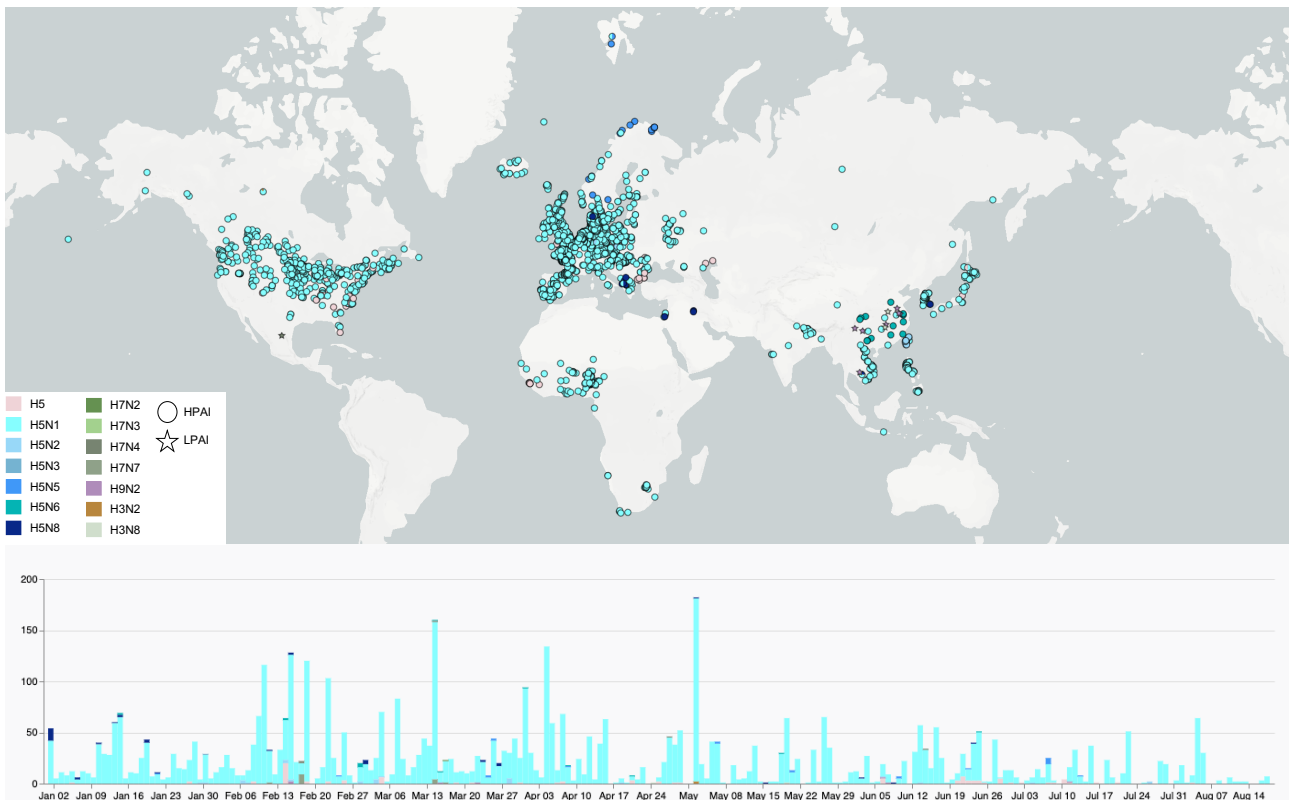 H5
H5N1
H5N2
H5N3
H5N5
H5N6
H5N8
H7N2
H7N3
H7N4
H7N7
H9N2
H3N2
H3N8
HPAI
LPAI
200
150
100
50
0
Jan 02 Jan 09 Jan 16 Jan 23 Jan 30 Feb 06 Feb 13 Feb 20 Feb 27 Mar 06 Mar 13 Mar 20 Mar 27 Apr 03 Apr 10 Apr 17 Apr 24 May May 08 May 15 May 22 May 29 Jun 05 Jun 12 Jun 19 Jun 26 Jul 03 Jul 10 Jul 17 Jul 24 Jul 31 Aug 07 Aug 14